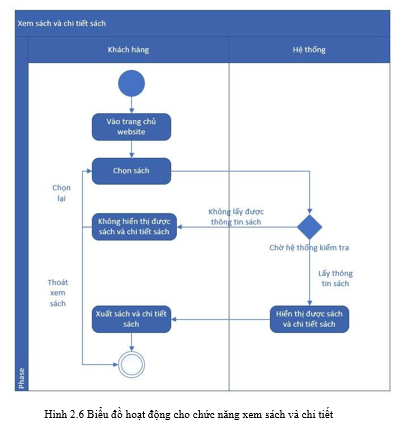 Xem sách và chi tiết sách
Khách hàng
Hệ thống
Vào trang chủ
website
Chọn sách
Chọn
lại
Không lấy được
thông tin sách
Không hiển thị được
sách và chi tiết sách
Chờ hệ thống kiểm tra
Lấy thông
tin sách
Thoát
xem
sách
Xuất sách và chi tiết
sách
Hiển thị được sách
và chi tiết sách
Phase
Hình 2.6 Biểu đồ hoạt động cho chức năng xem sách và chi tiết